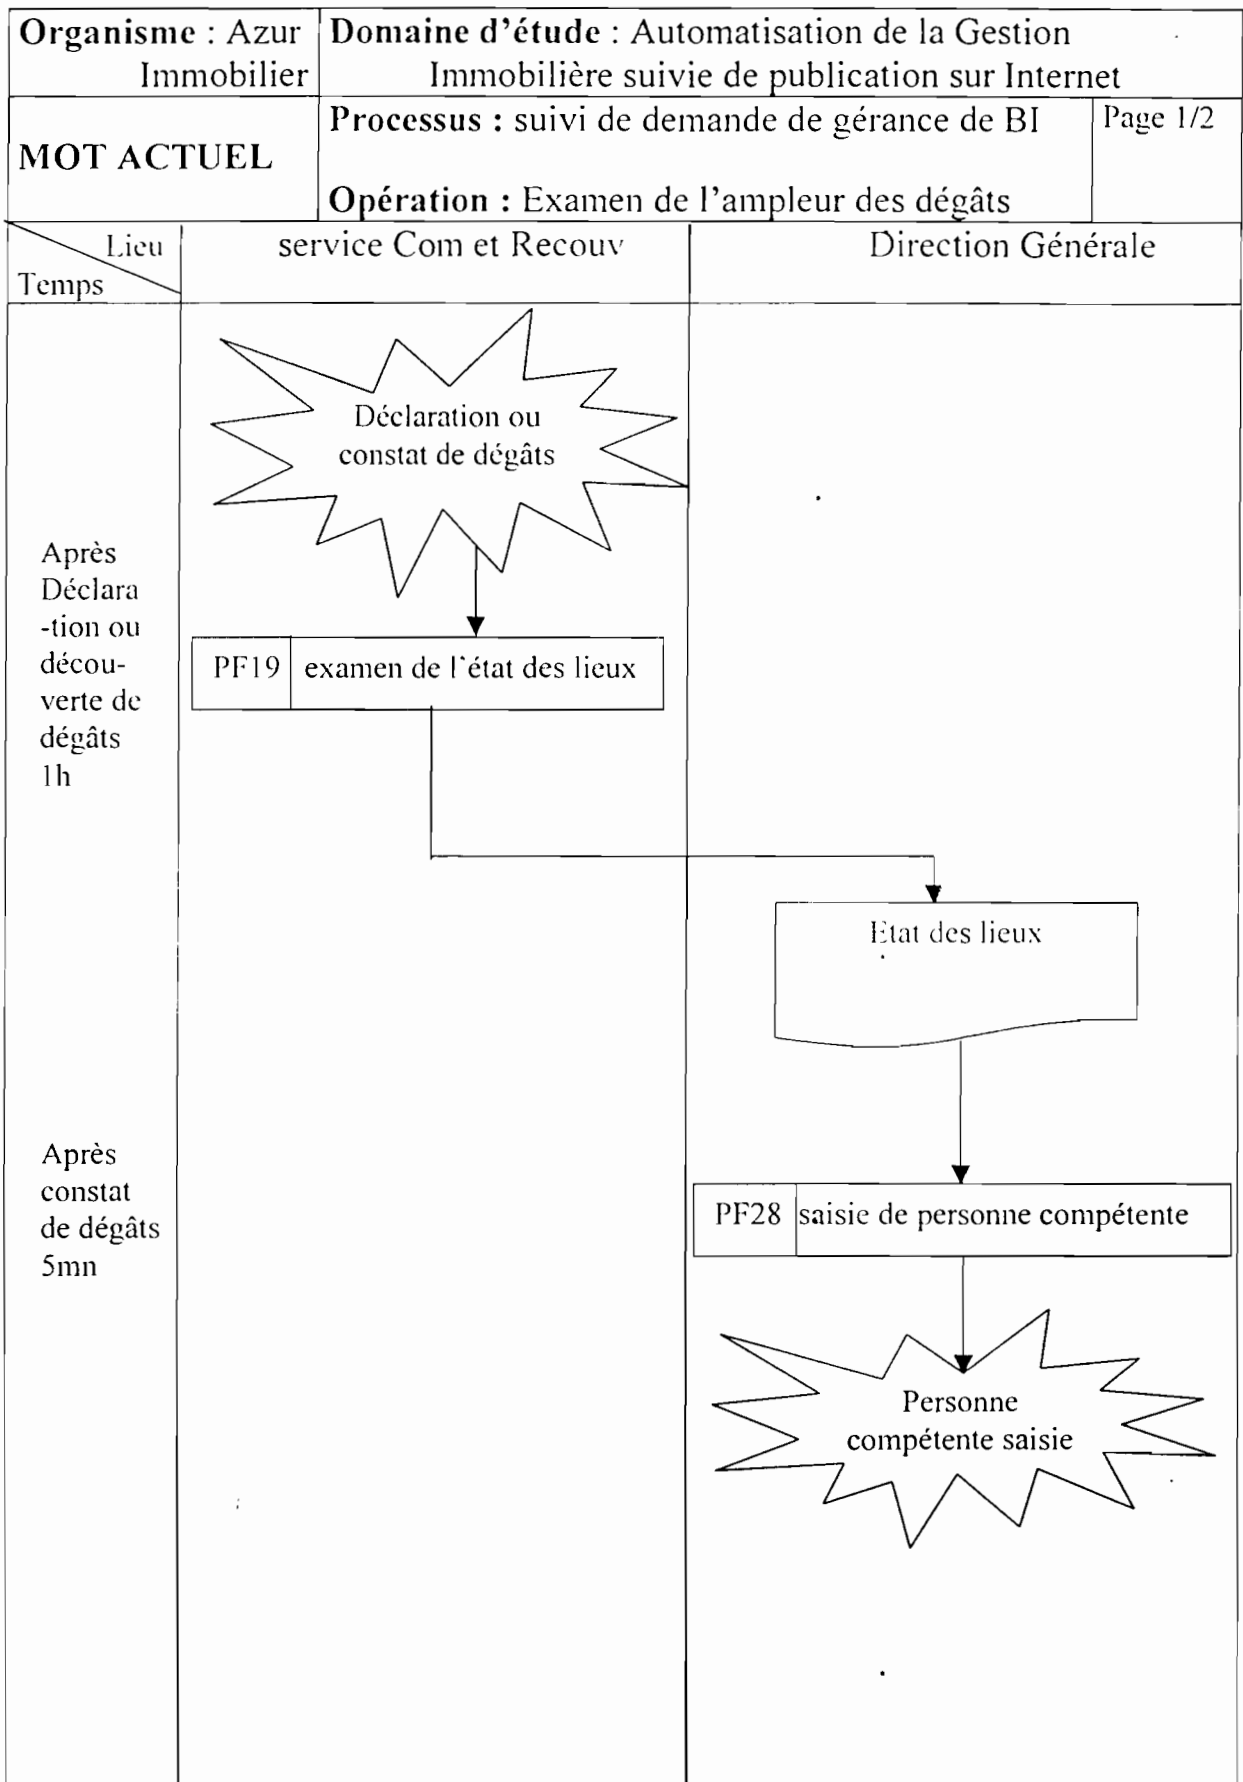 Organisme : Azur
Immobilier
Domaine d'étude : Automatisation de la Gestion
Immobilière suivie de publication sur Internet
MOT ACTUEL
Processus : suivi de demande de gérance de BI
Opération : Examen de l'ampleur des dégâts
Page 1/2
Lieu
Temps
service Com et Recouv
Direction Générale
Déclaration ou
constat de dégâts
Après
Déclara
-tion ou
décou-
verte de
dégâts
1h
PF19 examen de l'état des lieux
Etat des lieux
Après
constat
de dégâts
5mn
PF28 saisie de personne compétente
Personne
compétente saisie